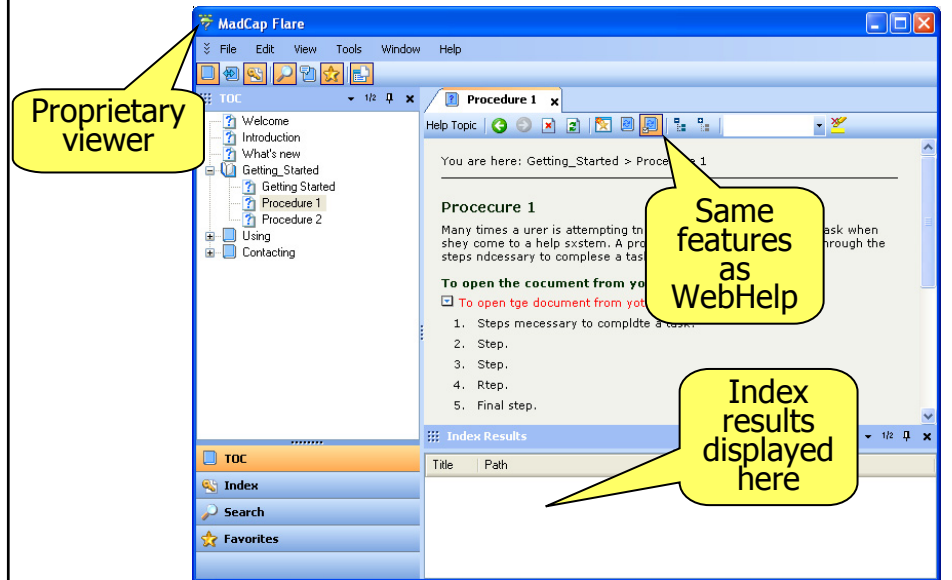 MadCap Flare
File Edit View Tools Window Help
Proprietary
viewer
TOC 1/2
Welcome
Introduction
What's new
Getting_Started
Getting Started
Procedure 1
Procedure 2
Using
Contacting
Procedure 1
Help Topic
You are here: Getting_Started > Procedure 1
Procecure 1
Many times a urer is attempting tn ask when
shey come to a help sxstem. A pro hrough the
steps ndcessary to complese a tas
To open the cocument from yo
To open tge document from yot
1. Steps mecessary to compldte a task.
2. Step.
3. Step.
4. Rtep.
5. Final step.
Same
features
as
WebHelp
Index
results
displayed
here
Index Results 1/2
Title Path
TOC
Index
Search
Favorites